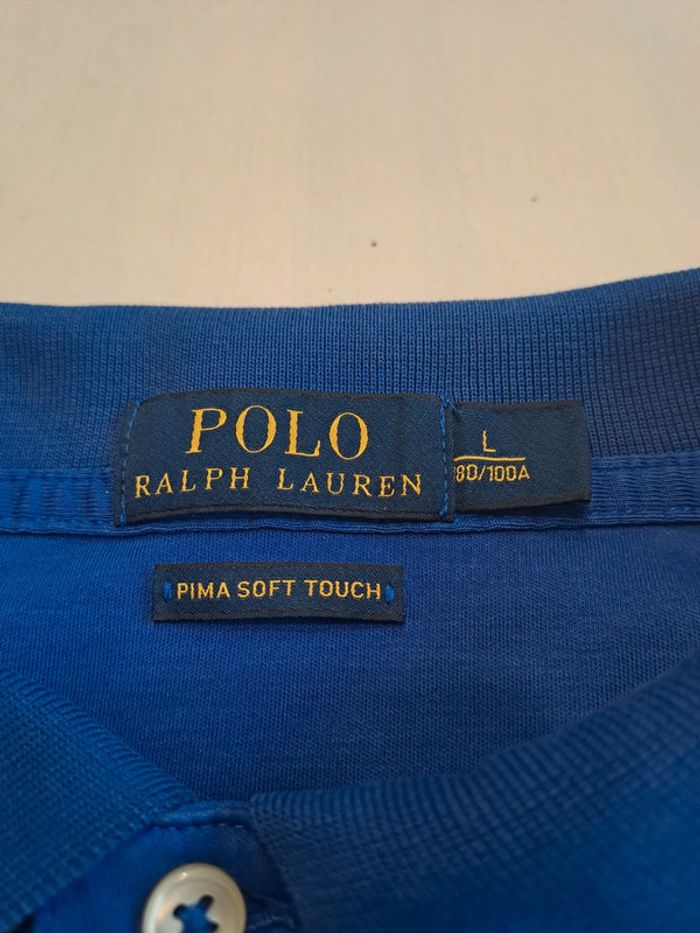 POLO
RALPH LAUREN
L
180/100A
PIMA SOFT TOUCH